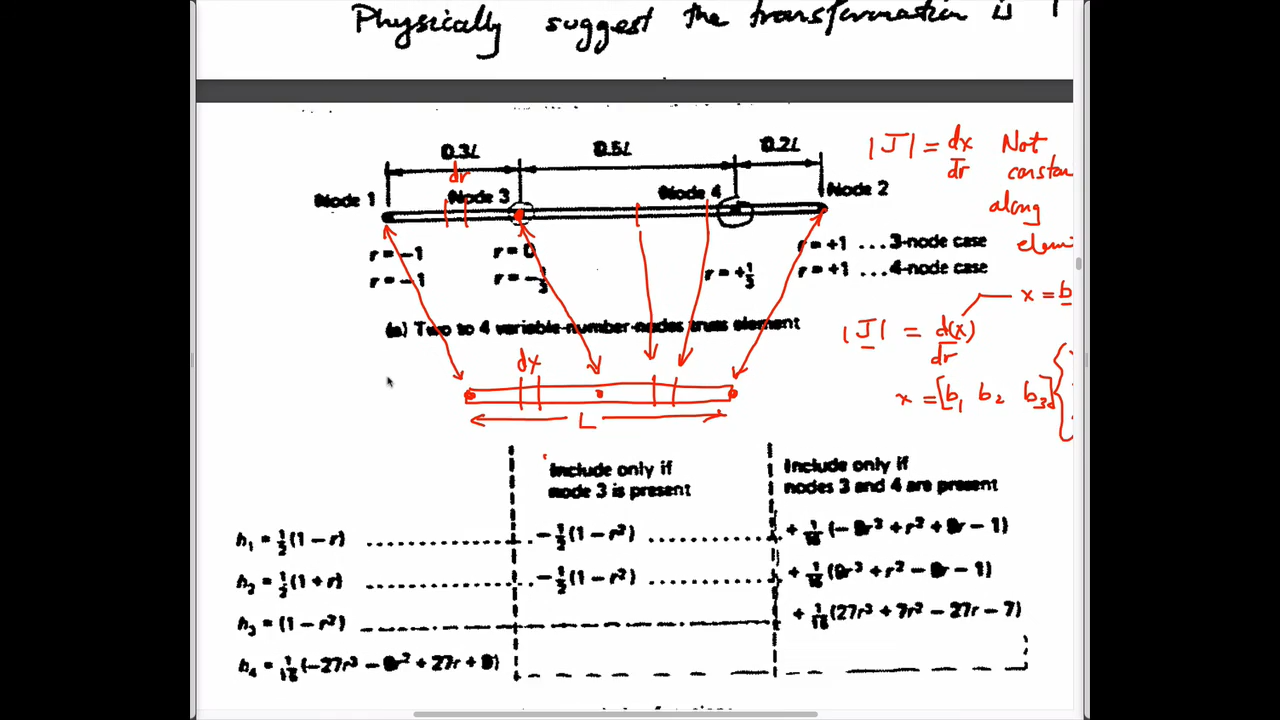 Physically suggest the transformation is
0.3L 0.5L 0.2L
dr
Node 1 Node 3 Node 4 Node 2
|J| = dx/dr Not
constan
along
elem
r = −1 r = 0 r = +1 ...3-node case
r = −1 r = −1/3 r = +1/3 r = +1 ...4-node case
x = b
(a) Two to 4 variable-number-nodes truss element
|J| = d(x)/dr
dx
x = [b₁ b₂ b₃]
L
Include only if
node 3 is present
Include only if
nodes 3 and 4 are present
h₁ = ½(1 − r) .............. − ½(1 − r²) ............ + 1/16(−9r³ + r² + 9r − 1)
h₂ = ½(1 + r) .............. − ½(1 − r²) ............ + 1/16(9r³ + r² − 9r − 1)
h₃ = (1 − r²) + 1/16(27r³ + 7r² − 27r − 7)
h₄ = 1/16(−27r³ − 9r² + 27r + 9)